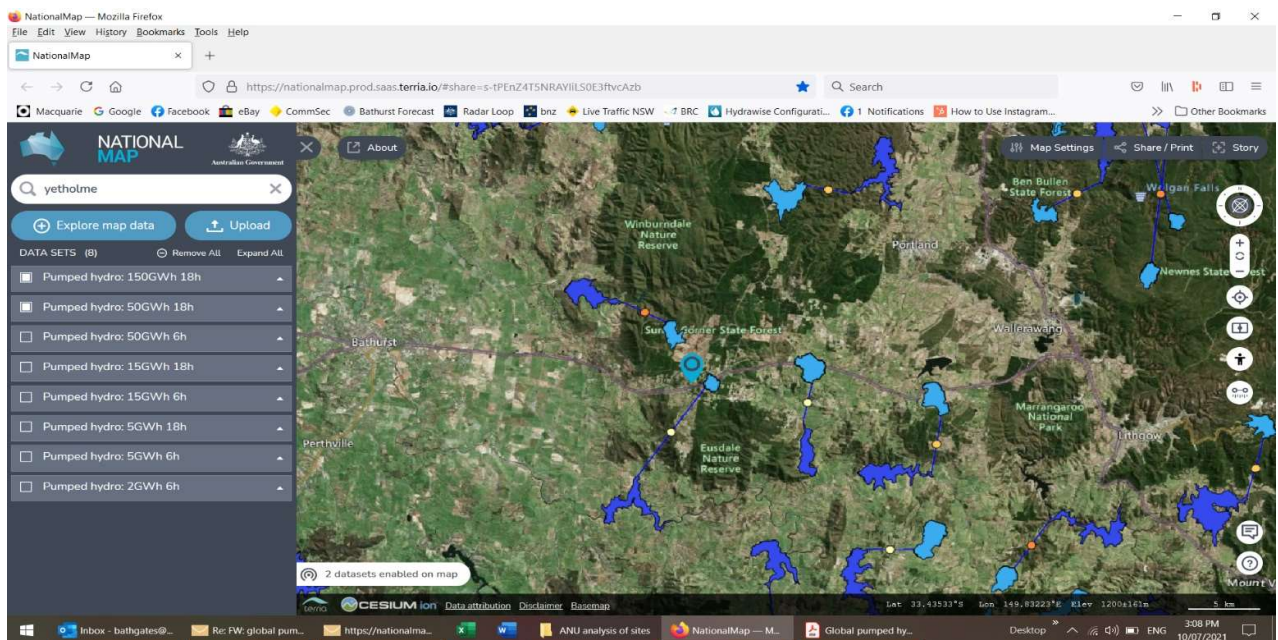 NationalMap — Mozilla Firefox
File Edit View History Bookmarks Tools Help
NationalMap
https://nationalmap.prod.saas.terria.io/#share=s-tPEnZ4T5NRAYIiLS0E3ftvcAzb
Search
Macquarie Google Facebook eBay CommSec Bathurst Forecast Radar Loop bnz Live Traffic NSW BRC Hydrawise Configurati... 1 Notifications How to Use Instagram... Other Bookmarks
NATIONAL
MAP
Australian Government
About
Map Settings
Share / Print
Story
yetholme
Explore map data
Upload
DATA SETS (8)
Remove All
Expand All
Pumped hydro: 150GWh 18h
Pumped hydro: 50GWh 18h
Pumped hydro: 50GWh 6h
Pumped hydro: 15GWh 18h
Pumped hydro: 15GWh 6h
Pumped hydro: 5GWh 18h
Pumped hydro: 5GWh 6h
Pumped hydro: 2GWh 6h
Ben Bullen
State Forest
Wolgan Falls
Winburndale
Nature
Reserve
Portland
Newnes State
Bathurst
State Forest
Wallerawang
Marrangaroo
National
Park
Lithgow
Perthville
Eusdale
Nature
Reserve
Mount V
2 datasets enabled on map
terria
CESIUM ion Data attribution Disclaimer Basemap
Lat 33.43533°S Lon 149.83223°E Elev 1200±161m
5 km
Inbox - bathgates@...
Re: FW: global pum...
https://nationalma...
ANU analysis of sites
NationalMap — M...
Global pumped hy...
Desktop
ENG
3:08 PM
10/07/2021